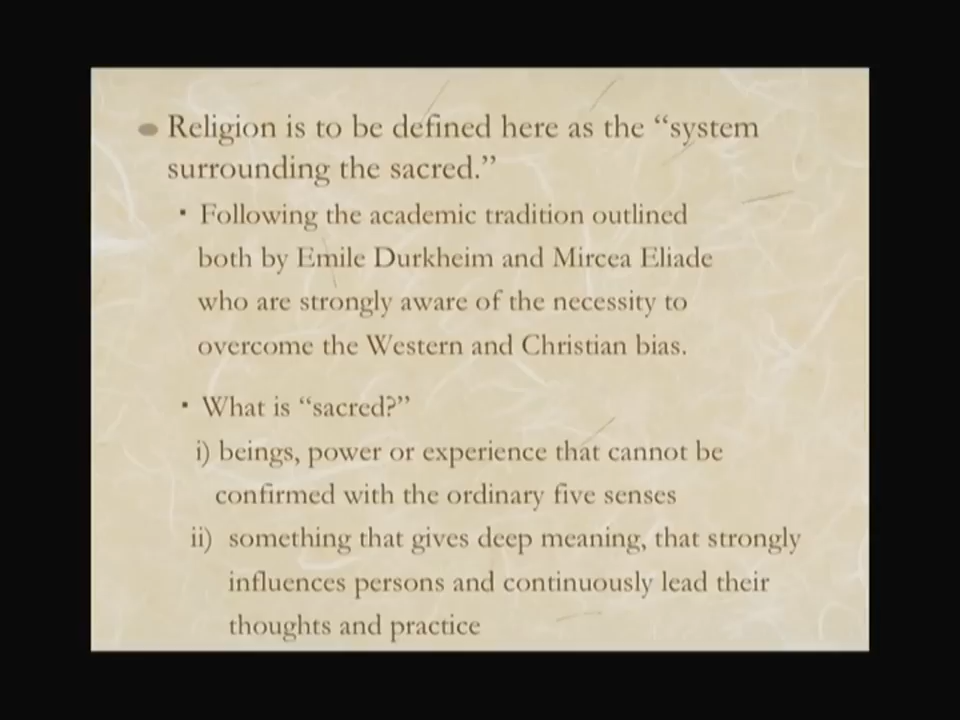 Religion is to be defined here as the “system
surrounding the sacred.”
Following the academic tradition outlined
both by Emile Durkheim and Mircea Eliade
who are strongly aware of the necessity to
overcome the Western and Christian bias.
What is “sacred?”
i) beings, power or experience that cannot be
confirmed with the ordinary five senses
ii) something that gives deep meaning, that strongly
influences persons and continuously lead their
thoughts and practice